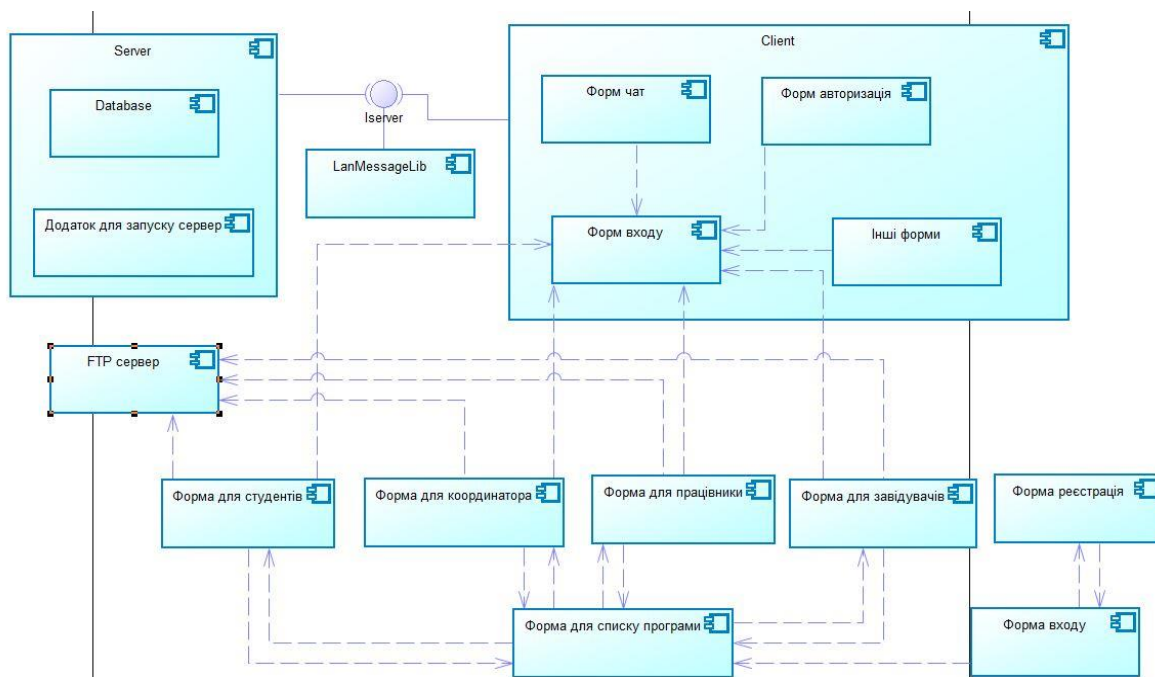 Server
Client
Database
Форм чат
Форм авторизація
Iserver
LanMessageLib
Додаток для запуску сервер
Форм входу
Інші форми
FTP сервер
Форма для студентів
Форма для координатора
Форма для працівники
Форма для завідувачів
Форма реєстрація
Форма для списку програми
Форма входу